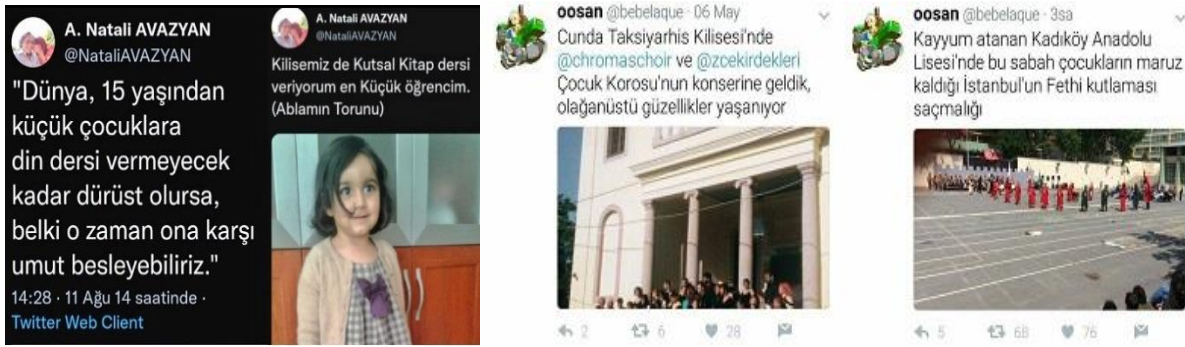 A. Natali AVAZYAN
@NataliAVAZYAN
"Dünya, 15 yaşından
küçük çocuklara
din dersi vermeyecek
kadar dürüst olursa,
belki o zaman ona karşı
umut besleyebiliriz."
14:28 · 11 Ağu 14 saatinde ·
Twitter Web Client
A. Natali AVAZYAN
@NataliAVAZYAN
Kilisemiz de Kutsal Kitap dersi
veriyorum en Küçük öğrencim.
(Ablamın Torunu)
oosan @bebelaque · 06 May
Cunda Taksiyarhis Kilisesi'nde
@chromaschoir ve @zcekirdekleri
Çocuk Korosu'nun konserine geldik,
olağanüstü güzellikler yaşanıyor
2 6 28
oosan @bebelaque · 3sa
Kayyum atanan Kadıköy Anadolu
Lisesi'nde bu sabah çocukların maruz
kaldığı İstanbul'un Fethi kutlaması
saçmalığı
5 68 76